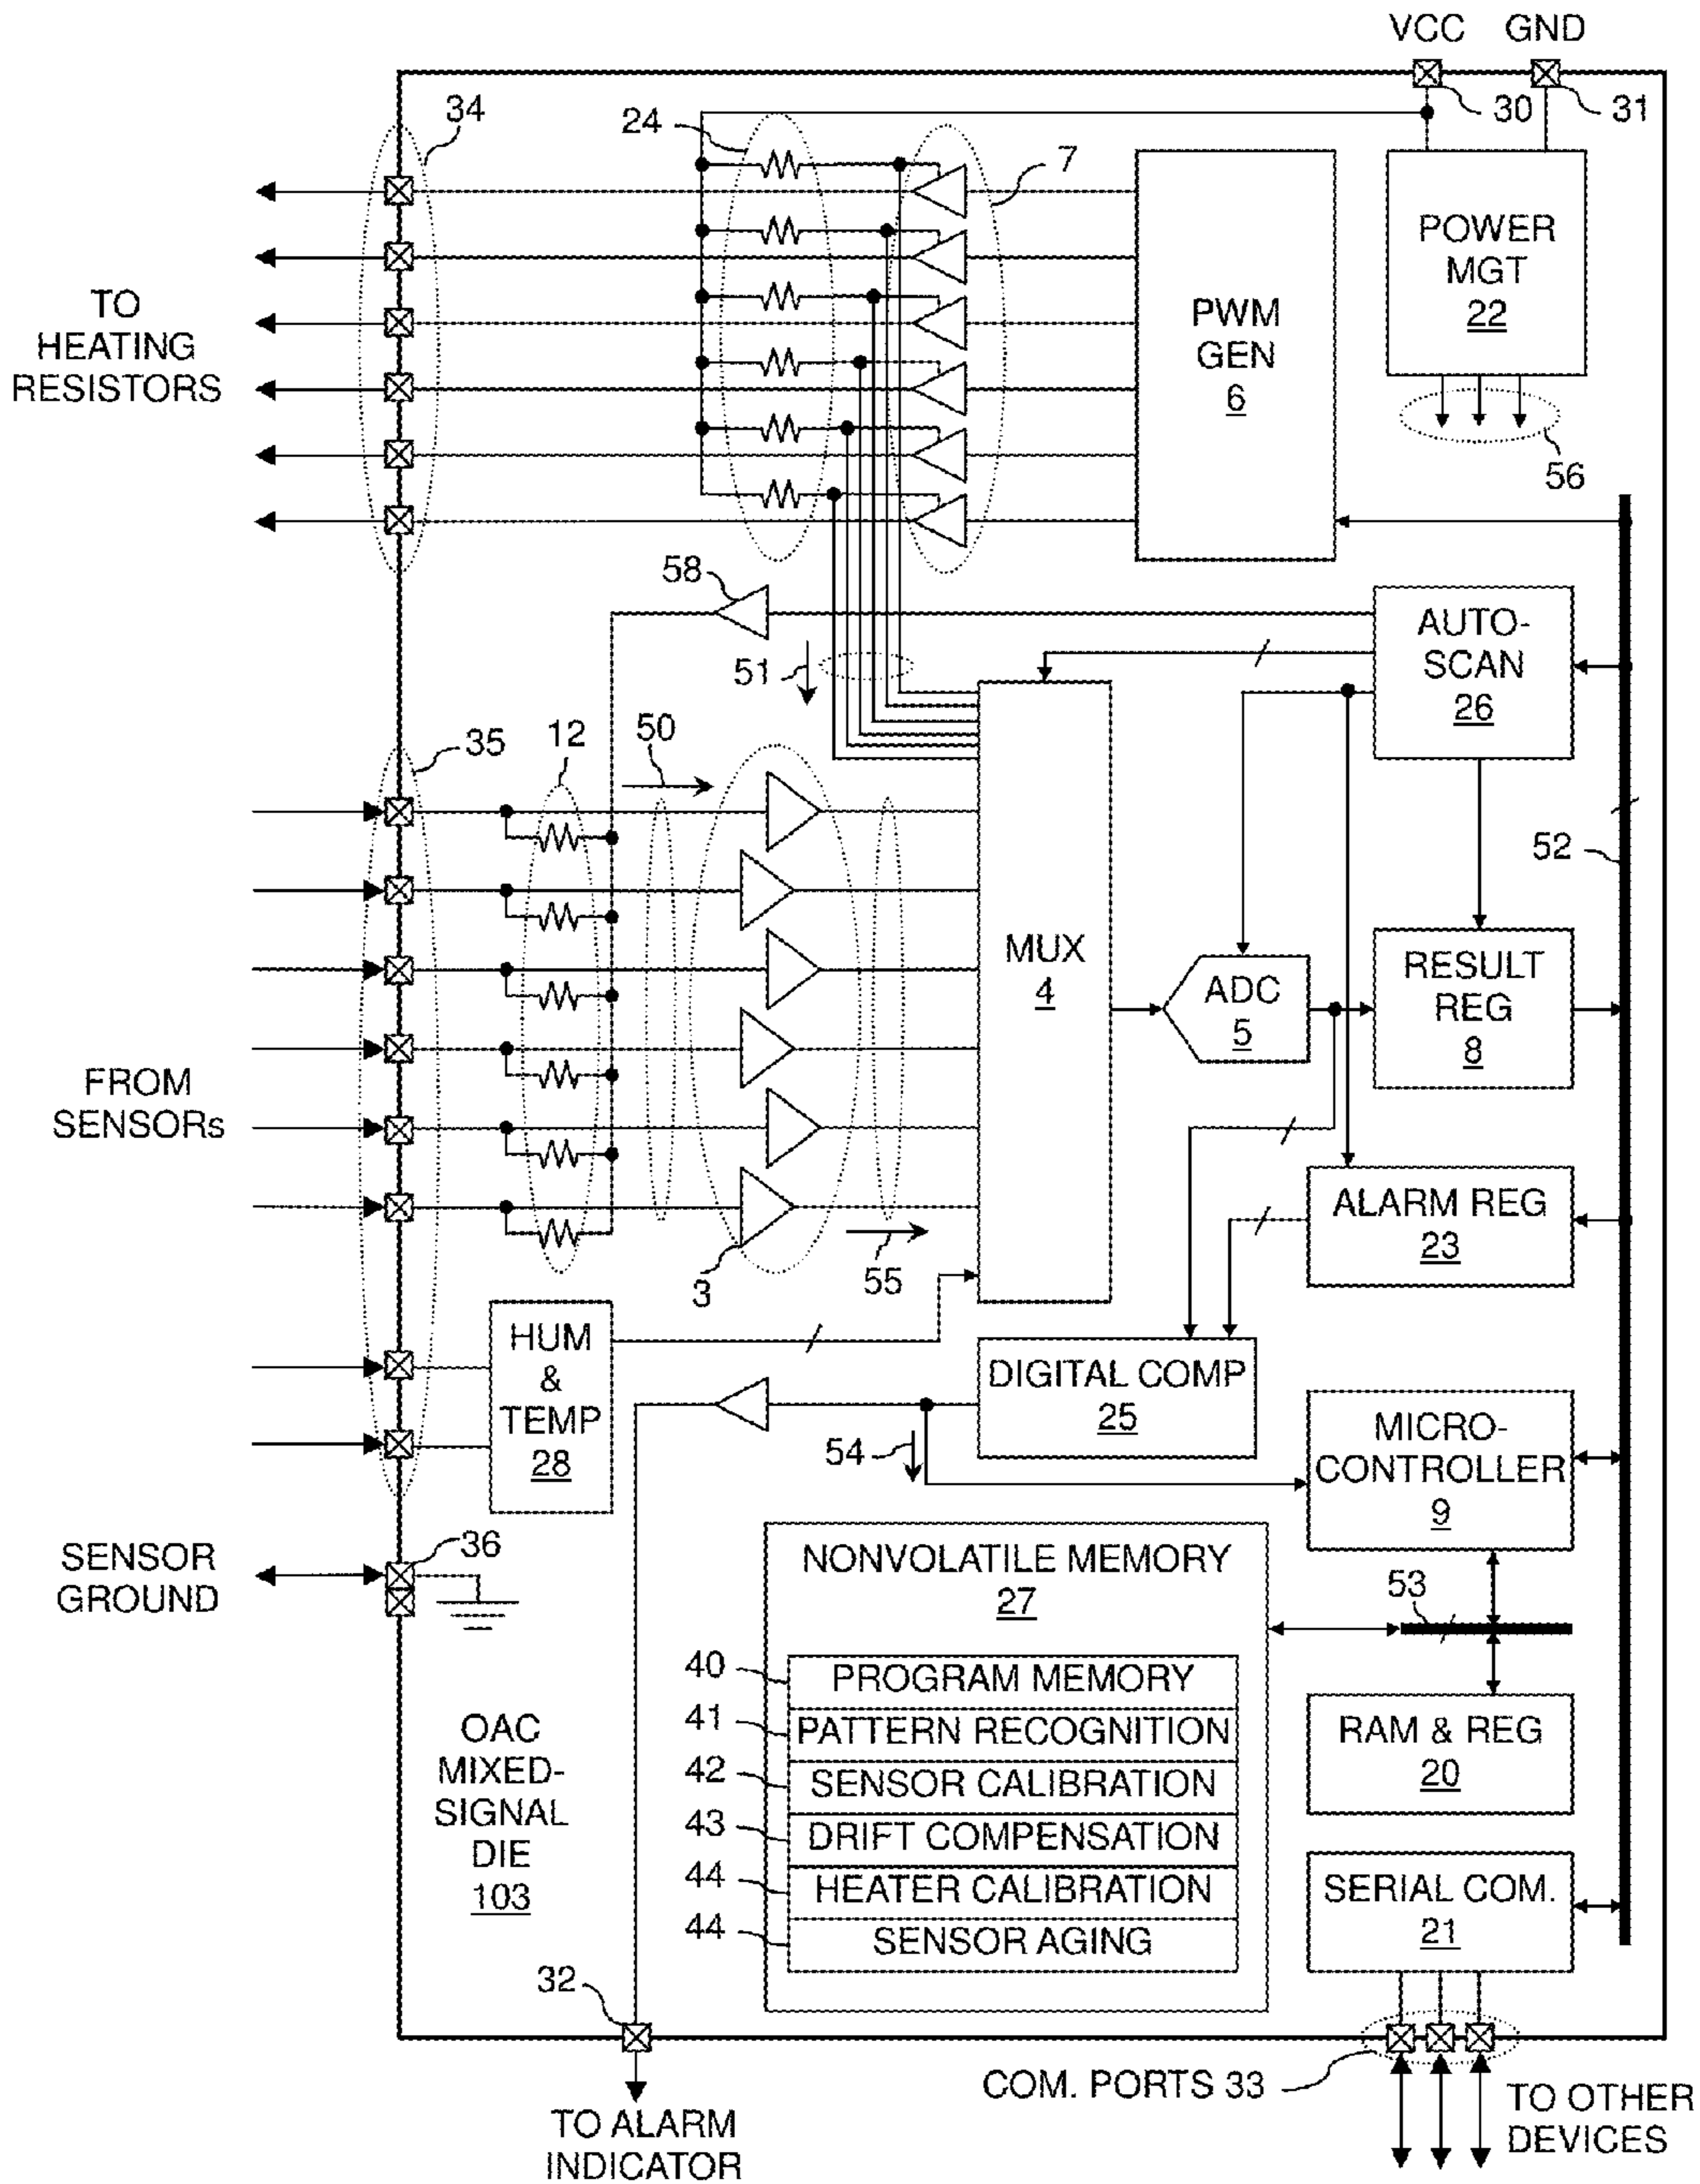 VCC GND
30
31
34
24
7
POWER
MGT
22
PWM
GEN
6
TO
HEATING
RESISTORS
56
58
AUTO-
SCAN
26
51
35
12
50
52
MUX
4
ADC
5
RESULT
REG
8
FROM
SENSORs
ALARM REG
23
3
55
HUM
&
TEMP
28
DIGITAL COMP
25
54
MICRO-
CONTROLLER
9
SENSOR
GROUND
36
NONVOLATILE MEMORY
27
53
40 PROGRAM MEMORY
41 PATTERN RECOGNITION
42 SENSOR CALIBRATION
43 DRIFT COMPENSATION
44 HEATER CALIBRATION
44 SENSOR AGING
RAM & REG
20
OAC
MIXED-
SIGNAL
DIE
103
SERIAL COM.
21
32
COM. PORTS 33
TO ALARM
INDICATOR
TO OTHER
DEVICES